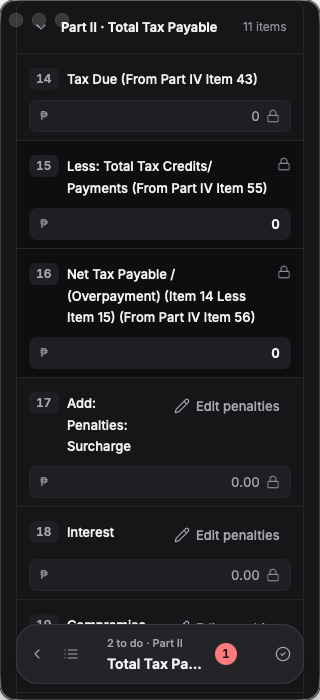 Part II · Total Tax Payable 11 items
14 Tax Due (From Part IV Item 43)
₱ 0
15 Less: Total Tax Credits/
Payments (From Part IV Item 55)
₱ 0
16 Net Tax Payable /
(Overpayment) (Item 14 Less
Item 15) (From Part IV Item 56)
₱ 0
17 Add: Edit penalties
Penalties:
Surcharge
₱ 0.00
18 Interest Edit penalties
₱ 0.00
2 to do · Part II
Total Tax Pa... 1